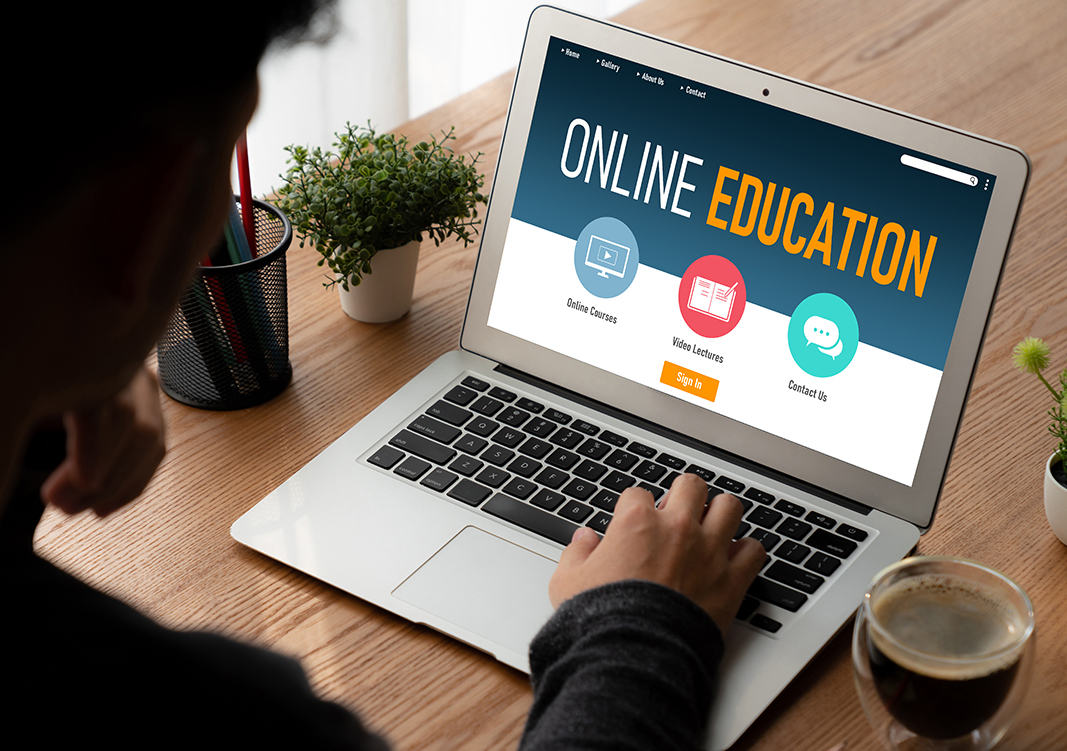 Home
Gallery
About Us
Contact
ONLINE EDUCATION
Online Courses
Video Lectures
Contact Us
Sign In